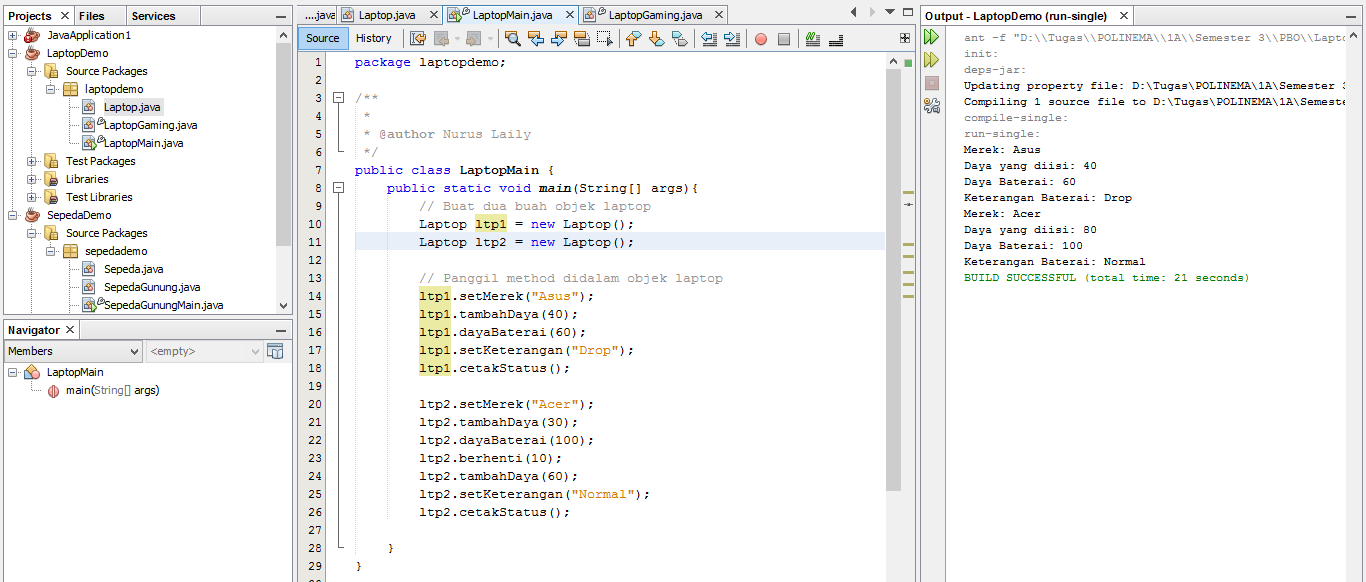 Projects
Files
Services
JavaApplication1
LaptopDemo
Source Packages
laptopdemo
Laptop.java
LaptopGaming.java
LaptopMain.java
Test Packages
Libraries
Test Libraries
SepedaDemo
Source Packages
sepedademo
Sepeda.java
SepedaGunung.java
SepedaGunungMain.java
Navigator
Members
<empty>
LaptopMain
main(String[] args)
....java
Laptop.java
LaptopMain.java
LaptopGaming.java
Source
History
1 package laptopdemo;
2
3 /**
4 *
5 * @author Nurus Laily
6 */
7 public class LaptopMain {
8 public static void main(String[] args){
9 // Buat dua buah objek laptop
10 Laptop ltp1 = new Laptop();
11 Laptop ltp2 = new Laptop();
12
13 // Panggil method didalam objek laptop
14 ltp1.setMerek("Asus");
15 ltp1.tambahDaya(40);
16 ltp1.dayaBaterai(60);
17 ltp1.setKeterangan("Drop");
18 ltp1.cetakStatus();
19
20 ltp2.setMerek("Acer");
21 ltp2.tambahDaya(30);
22 ltp2.dayaBaterai(100);
23 ltp2.berhenti(10);
24 ltp2.tambahDaya(60);
25 ltp2.setKeterangan("Normal");
26 ltp2.cetakStatus();
27
28 }
29 }
Output - LaptopDemo (run-single)
ant -f "D:\\Tugas\\POLINEMA\\1A\\Semester 3\\PBO\\Lapto
init:
deps-jar:
Updating property file: D:\Tugas\POLINEMA\1A\Semester 3
Compiling 1 source file to D:\Tugas\POLINEMA\1A\Semeste
compile-single:
run-single:
Merek: Asus
Daya yang diisi: 40
Daya Baterai: 60
Keterangan Baterai: Drop
Merek: Acer
Daya yang diisi: 80
Daya Baterai: 100
Keterangan Baterai: Normal
BUILD SUCCESSFUL (total time: 21 seconds)